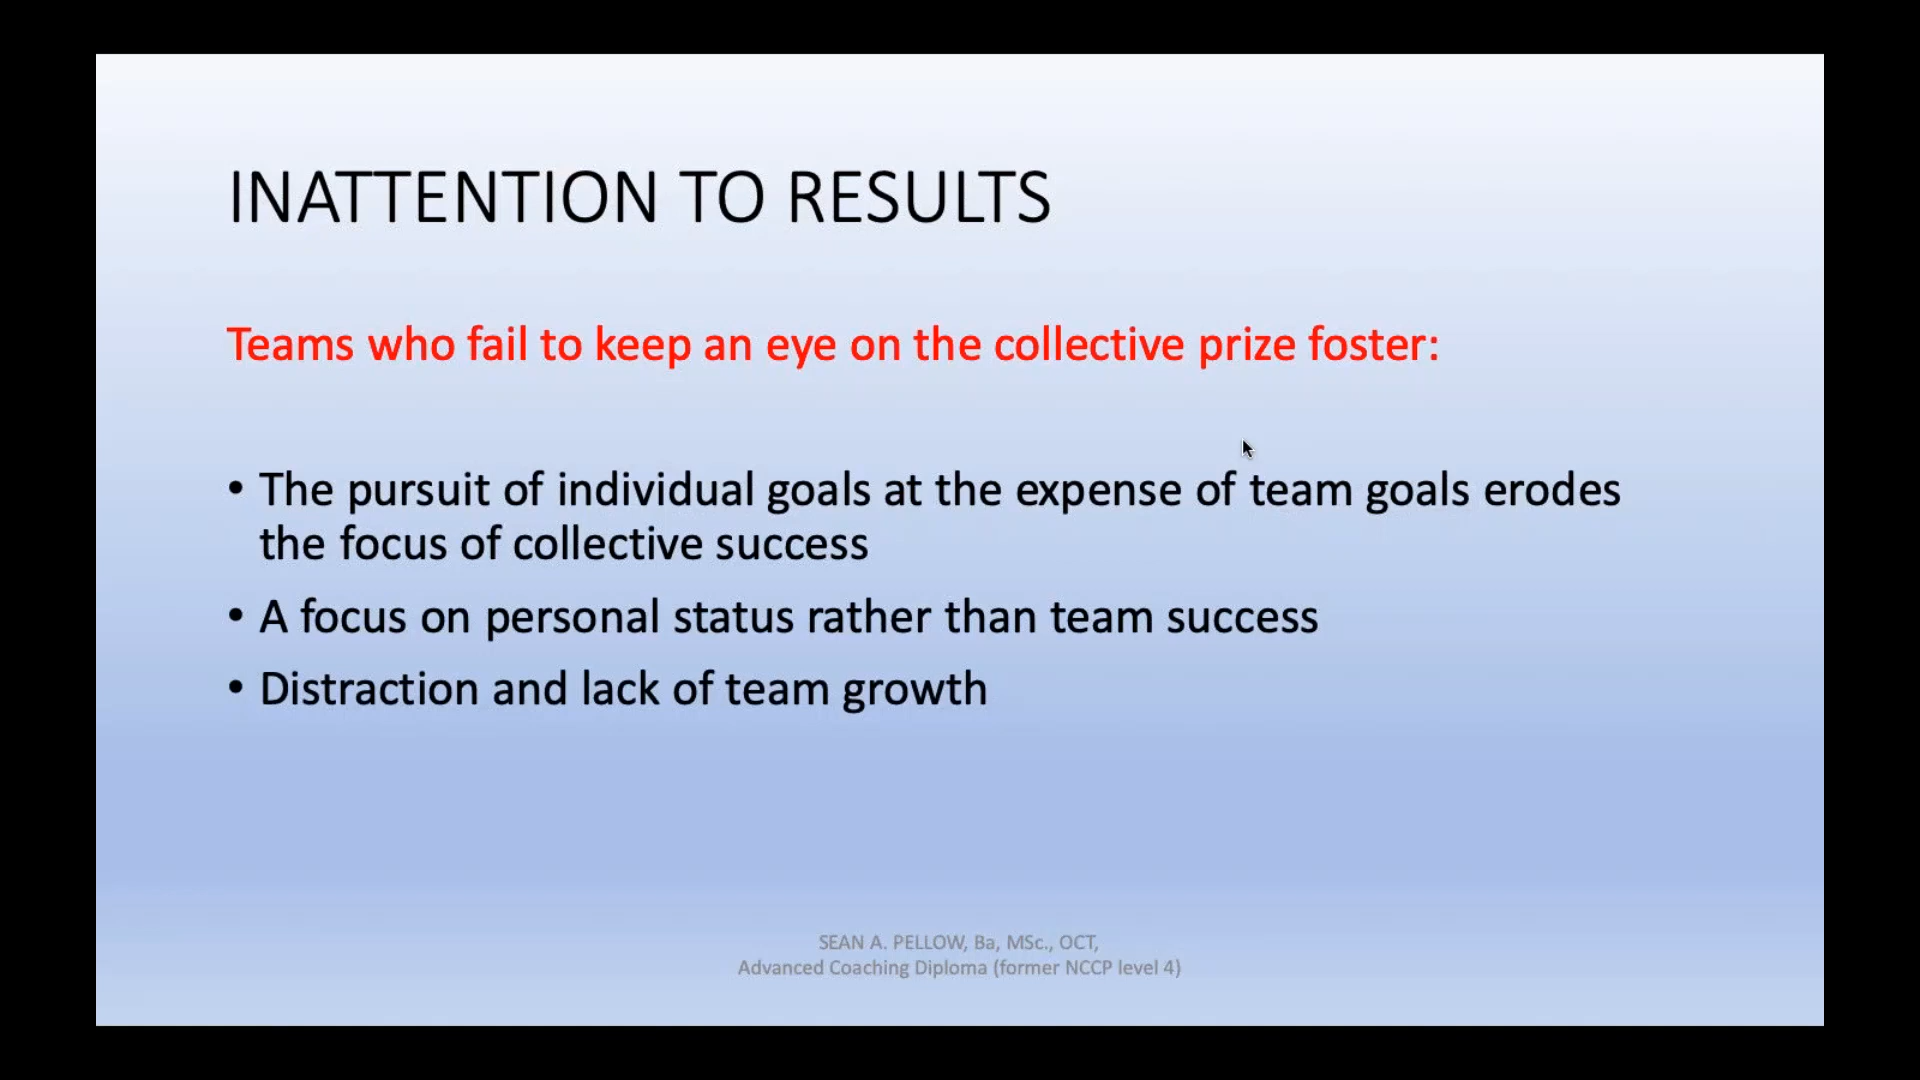 INATTENTION TO RESULTS
Teams who fail to keep an eye on the collective prize foster:
• The pursuit of individual goals at the expense of team goals erodes
the focus of collective success
• A focus on personal status rather than team success
• Distraction and lack of team growth
SEAN A. PELLOW, Ba, MSc., OCT,
Advanced Coaching Diploma (former NCCP level 4)